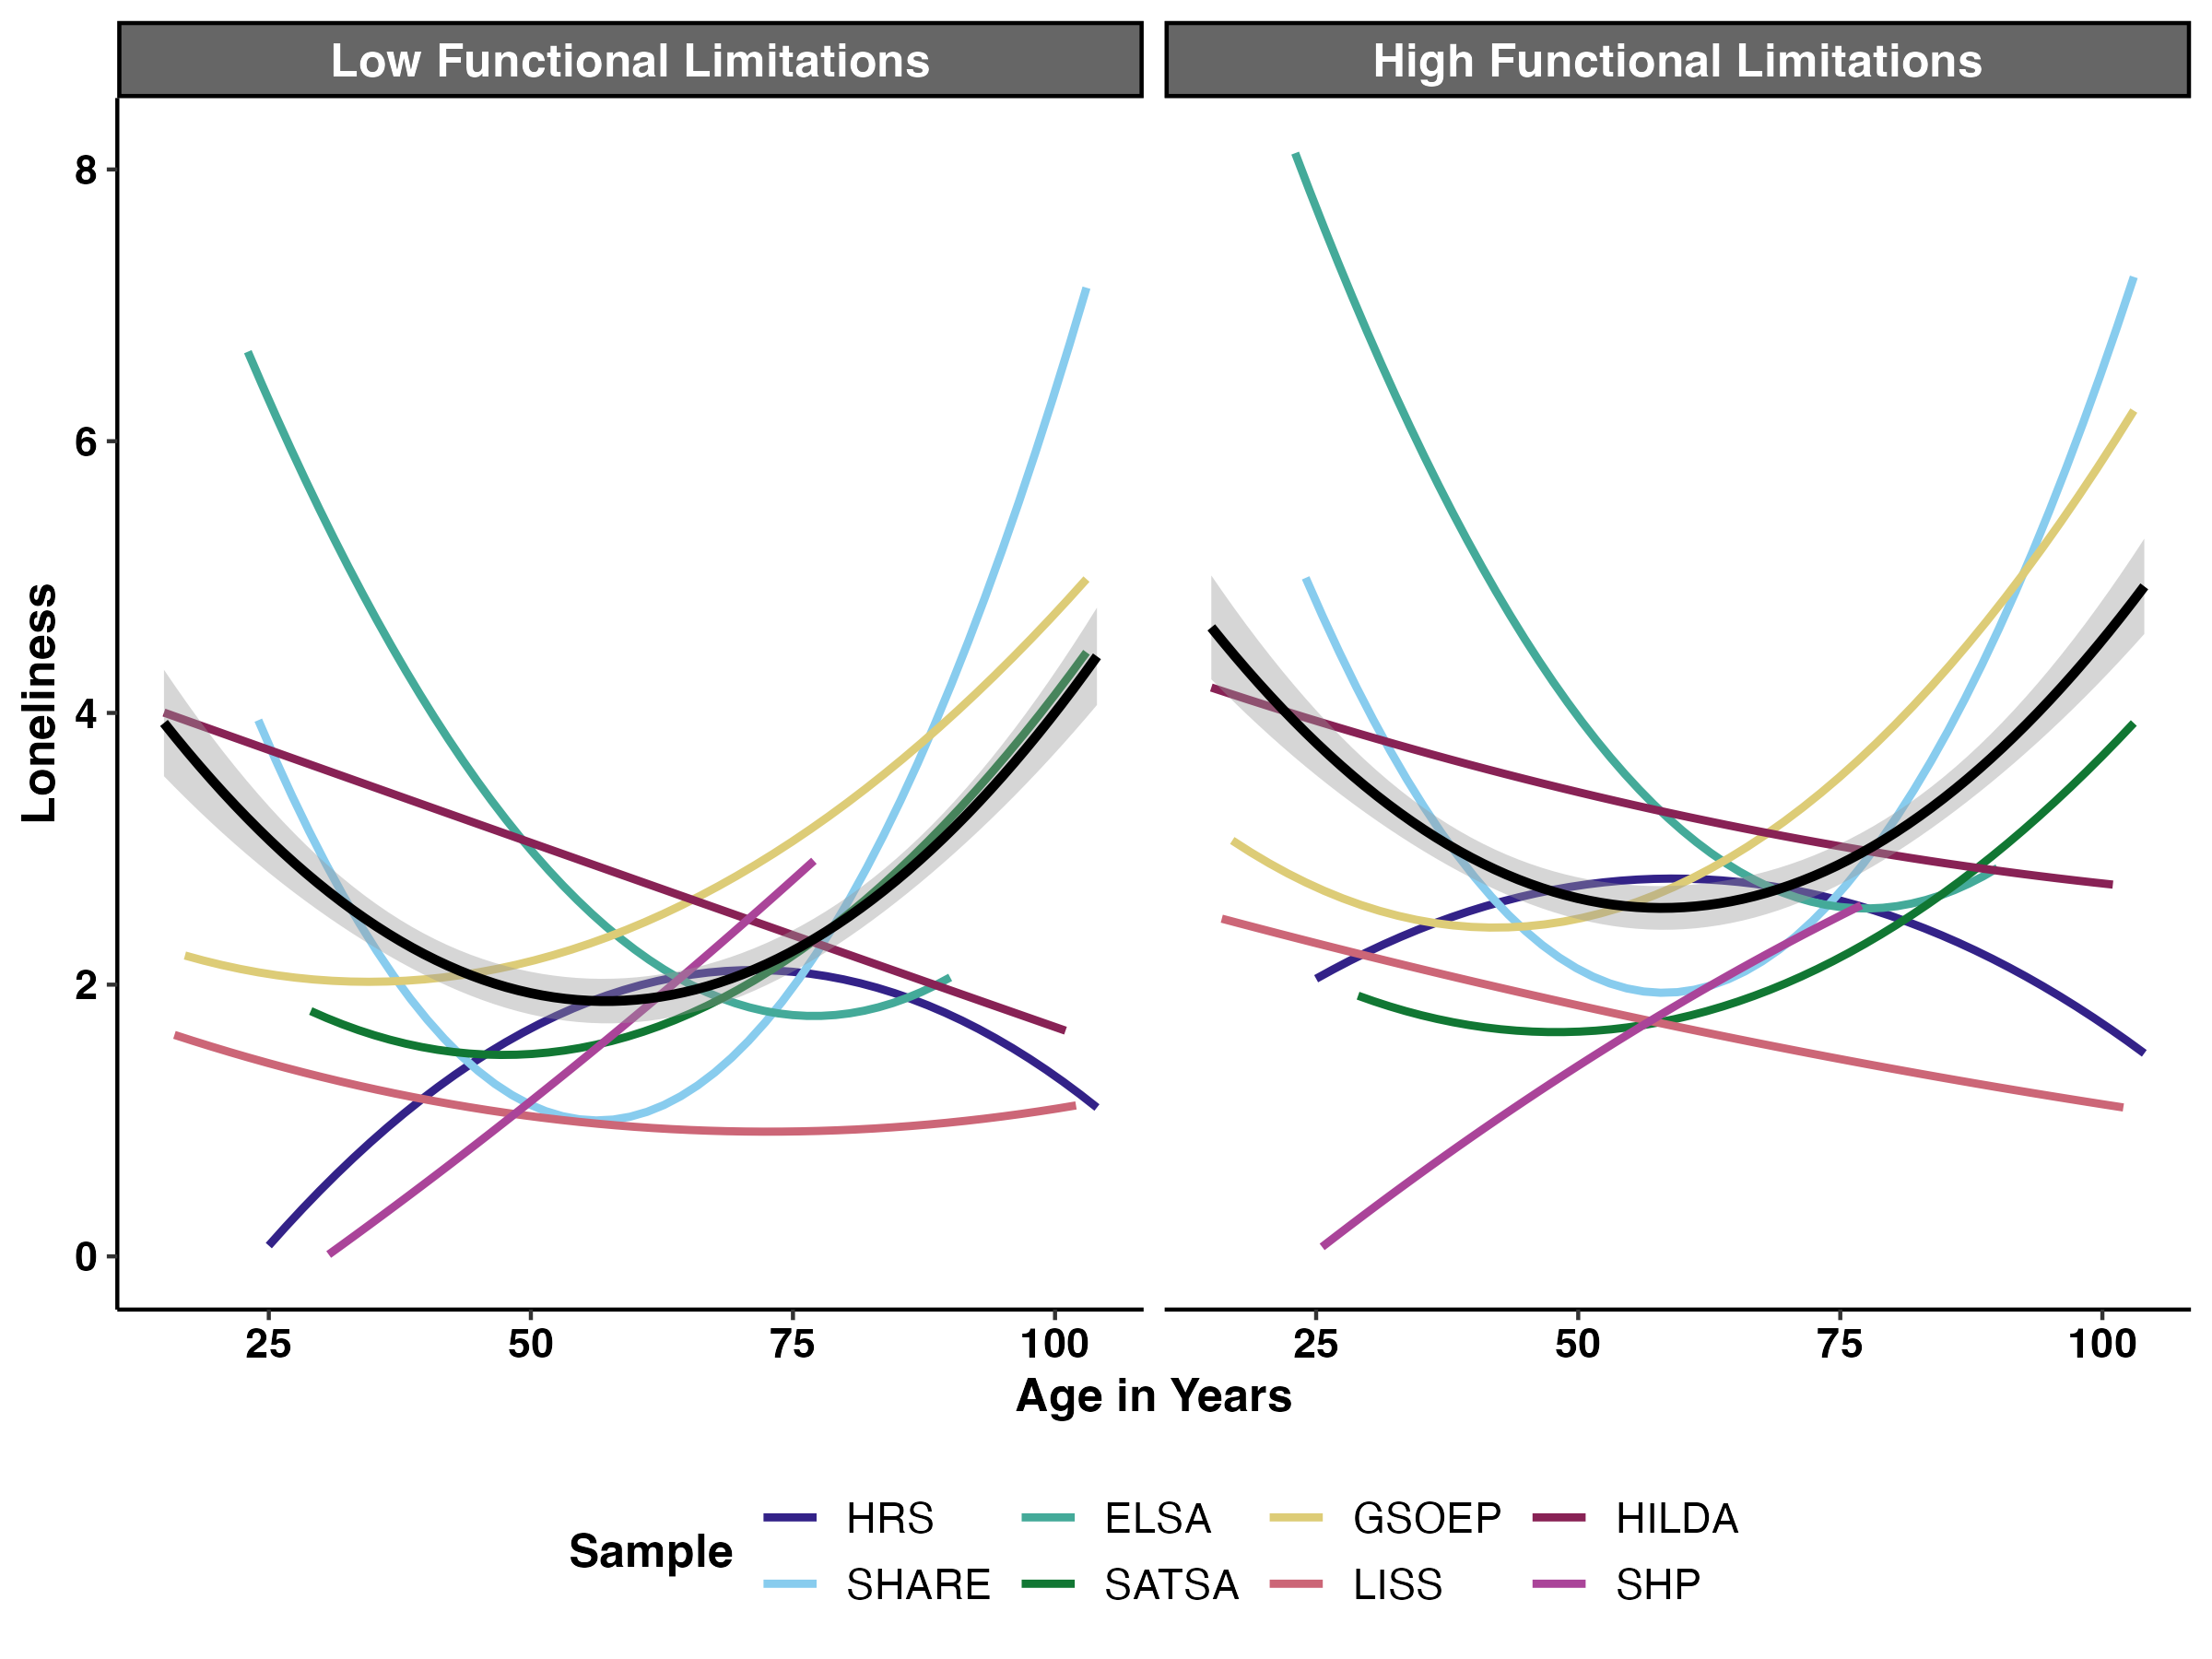 Low Functional Limitations High Functional Limitations
8
6
4
2
0
Loneliness
25 50 75 100 25 50 75 100
Age in Years
Sample
HRS ELSA GSOEP HILDA
SHARE SATSA LISS SHP